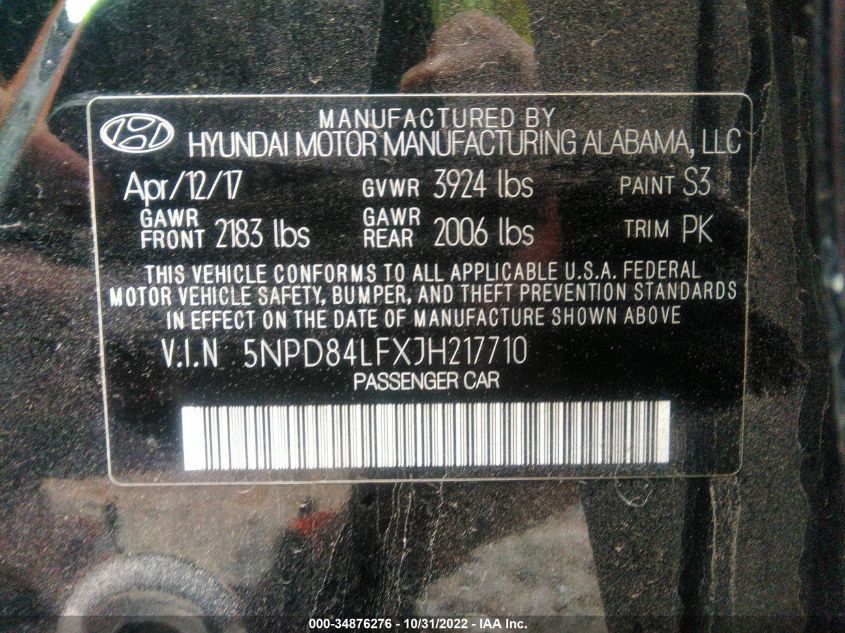 MANUFACTURED BY
HYUNDAI MOTOR MANUFACTURING ALABAMA, LLC
Apr/12/17 GVWR 3924 lbs PAINT S3
GAWR FRONT 2183 lbs GAWR REAR 2006 lbs TRIM PK
THIS VEHICLE CONFORMS TO ALL APPLICABLE U.S.A. FEDERAL
MOTOR VEHICLE SAFETY, BUMPER, AND THEFT PREVENTION STANDARDS
IN EFFECT ON THE DATE OF MANUFACTURE SHOWN ABOVE
V.I.N 5NPD84LFXJH217710
PASSENGER CAR
000-34876276 - 10/31/2022 - IAA Inc.